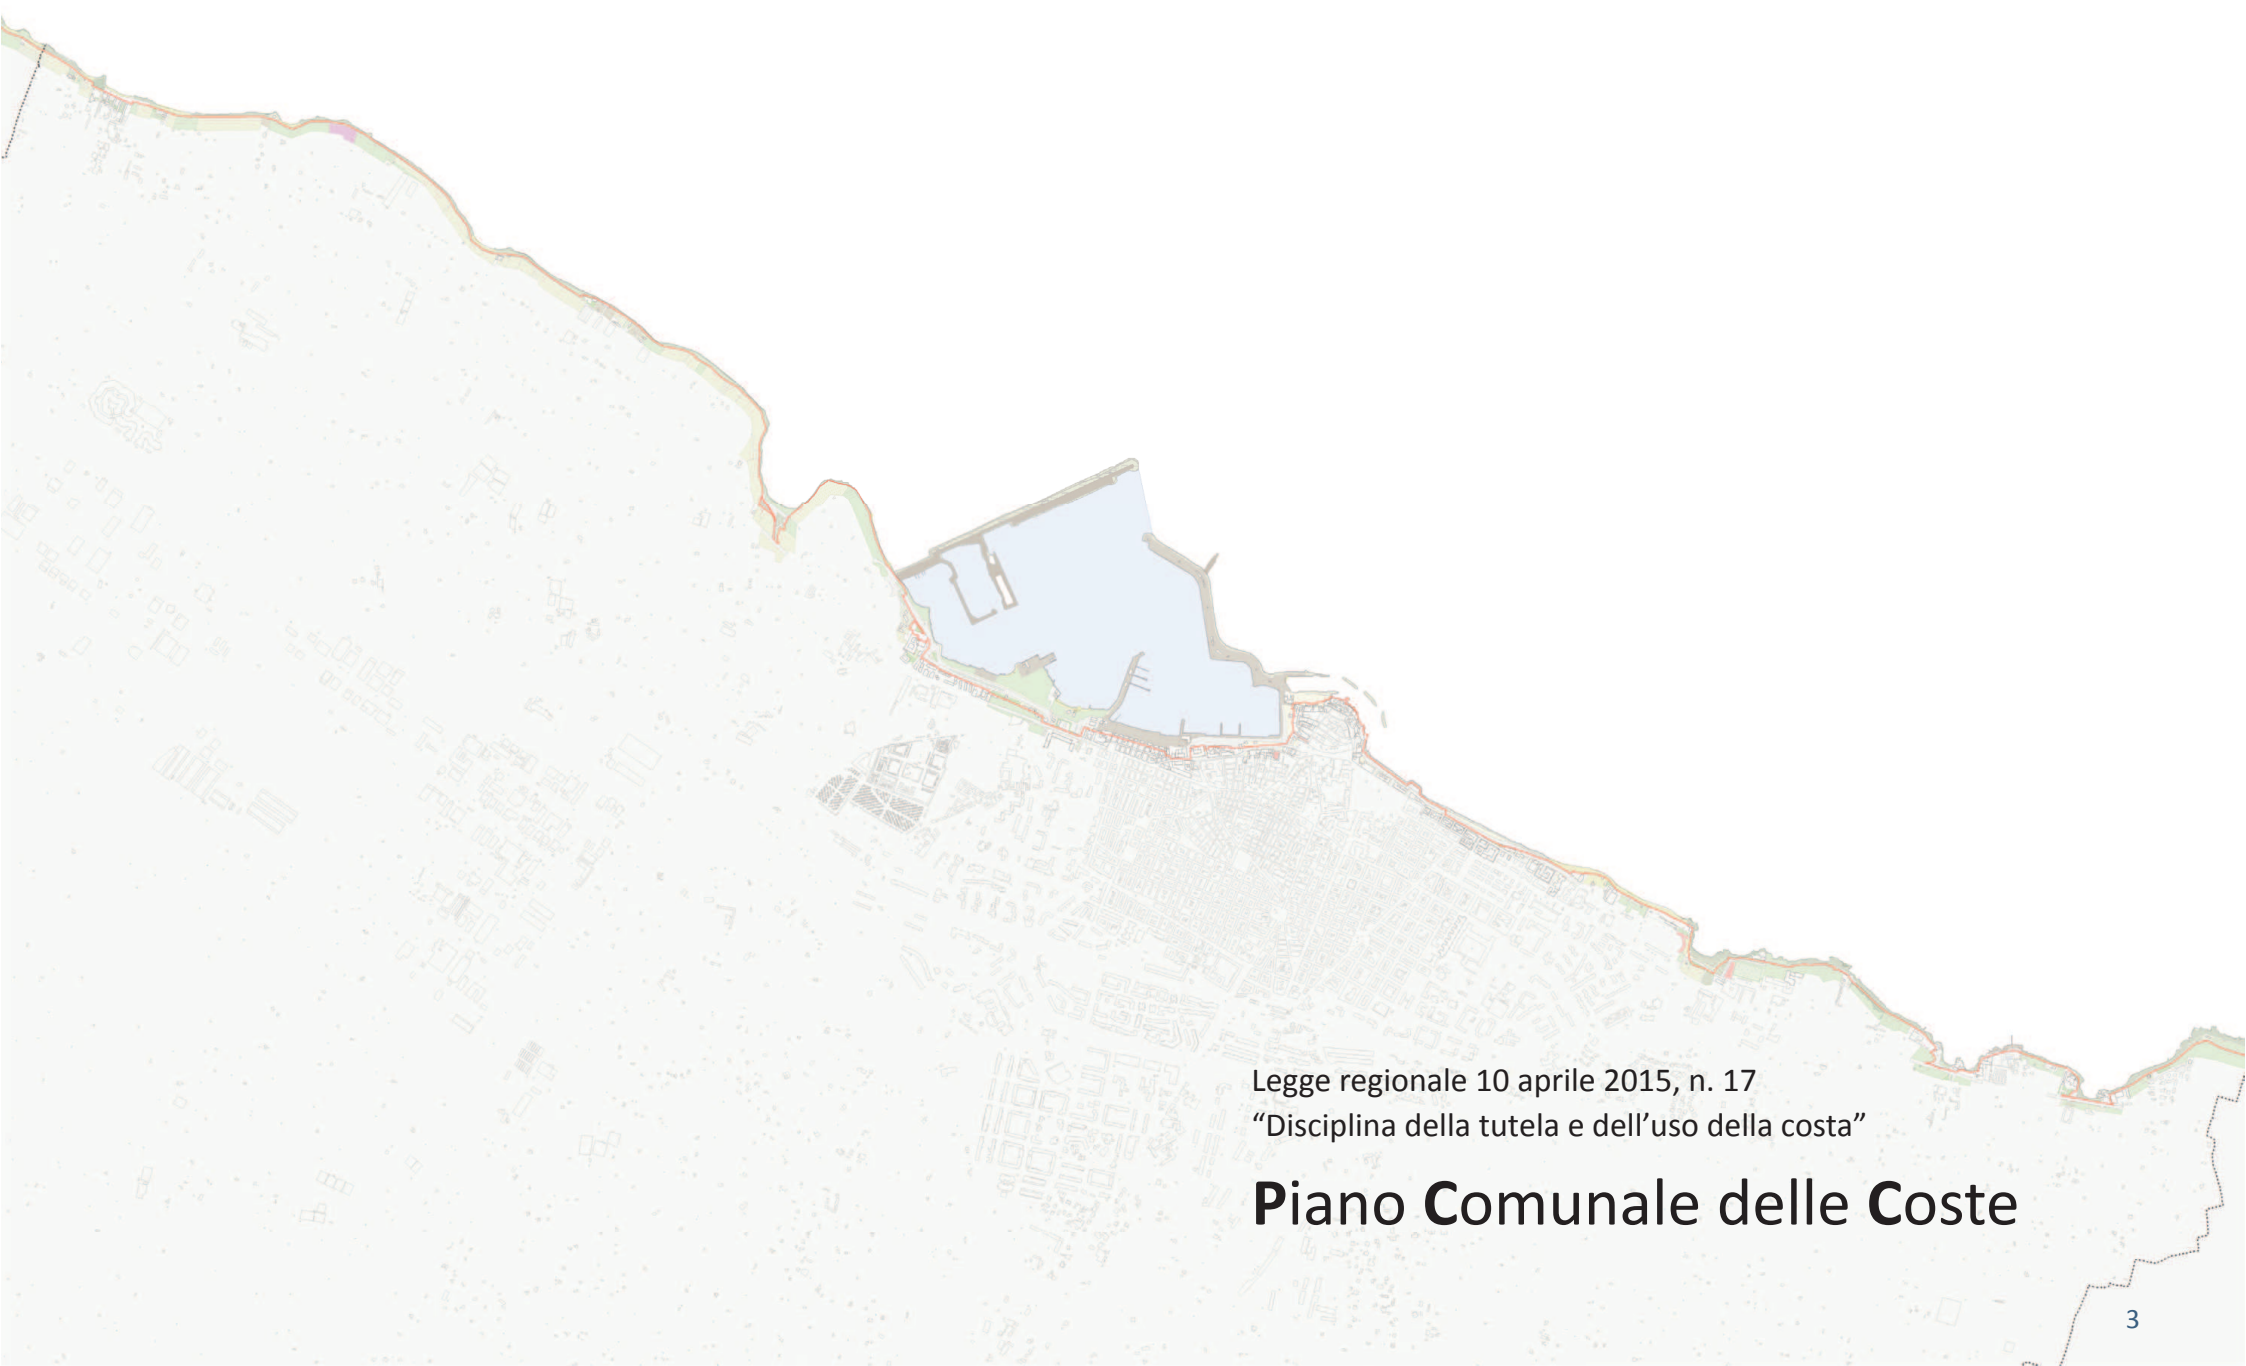 Legge regionale 10 aprile 2015, n. 17
“Disciplina della tutela e dell’uso della costa”
Piano Comunale delle Coste
3